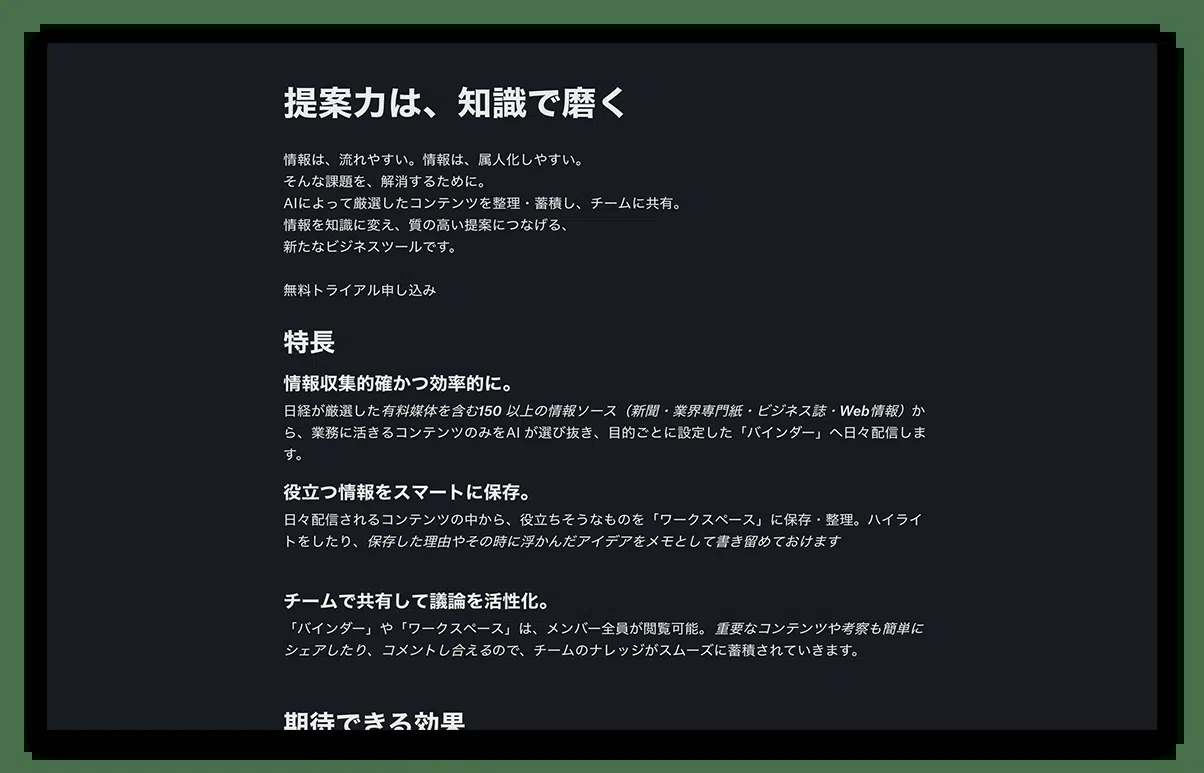 提案力は、知識で磨く
情報は、流れやすい。情報は、属人化しやすい。
そんな課題を、解消するために。
AIによって厳選したコンテンツを整理・蓄積し、チームに共有。
情報を知識に変え、質の高い提案につなげる、
新たなビジネスツールです。
無料トライアル申し込み
特長
情報収集的確かつ効率的に。
日経が厳選した有料媒体を含む150 以上の情報ソース（新聞・業界専門紙・ビジネス誌・Web情報）か
ら、業務に活きるコンテンツのみをAI が選び抜き、目的ごとに設定した「バインダー」へ日々配信しま
す。
役立つ情報をスマートに保存。
日々配信されるコンテンツの中から、役立ちそうなものを「ワークスペース」に保存・整理。ハイライ
トをしたり、保存した理由やその時に浮かんだアイデアをメモとして書き留めておけます
チームで共有して議論を活性化。
「バインダー」や「ワークスペース」は、メンバー全員が閲覧可能。重要なコンテンツや考察も簡単に
シェアしたり、コメントし合えるので、チームのナレッジがスムーズに蓄積されていきます。
期待できる効果